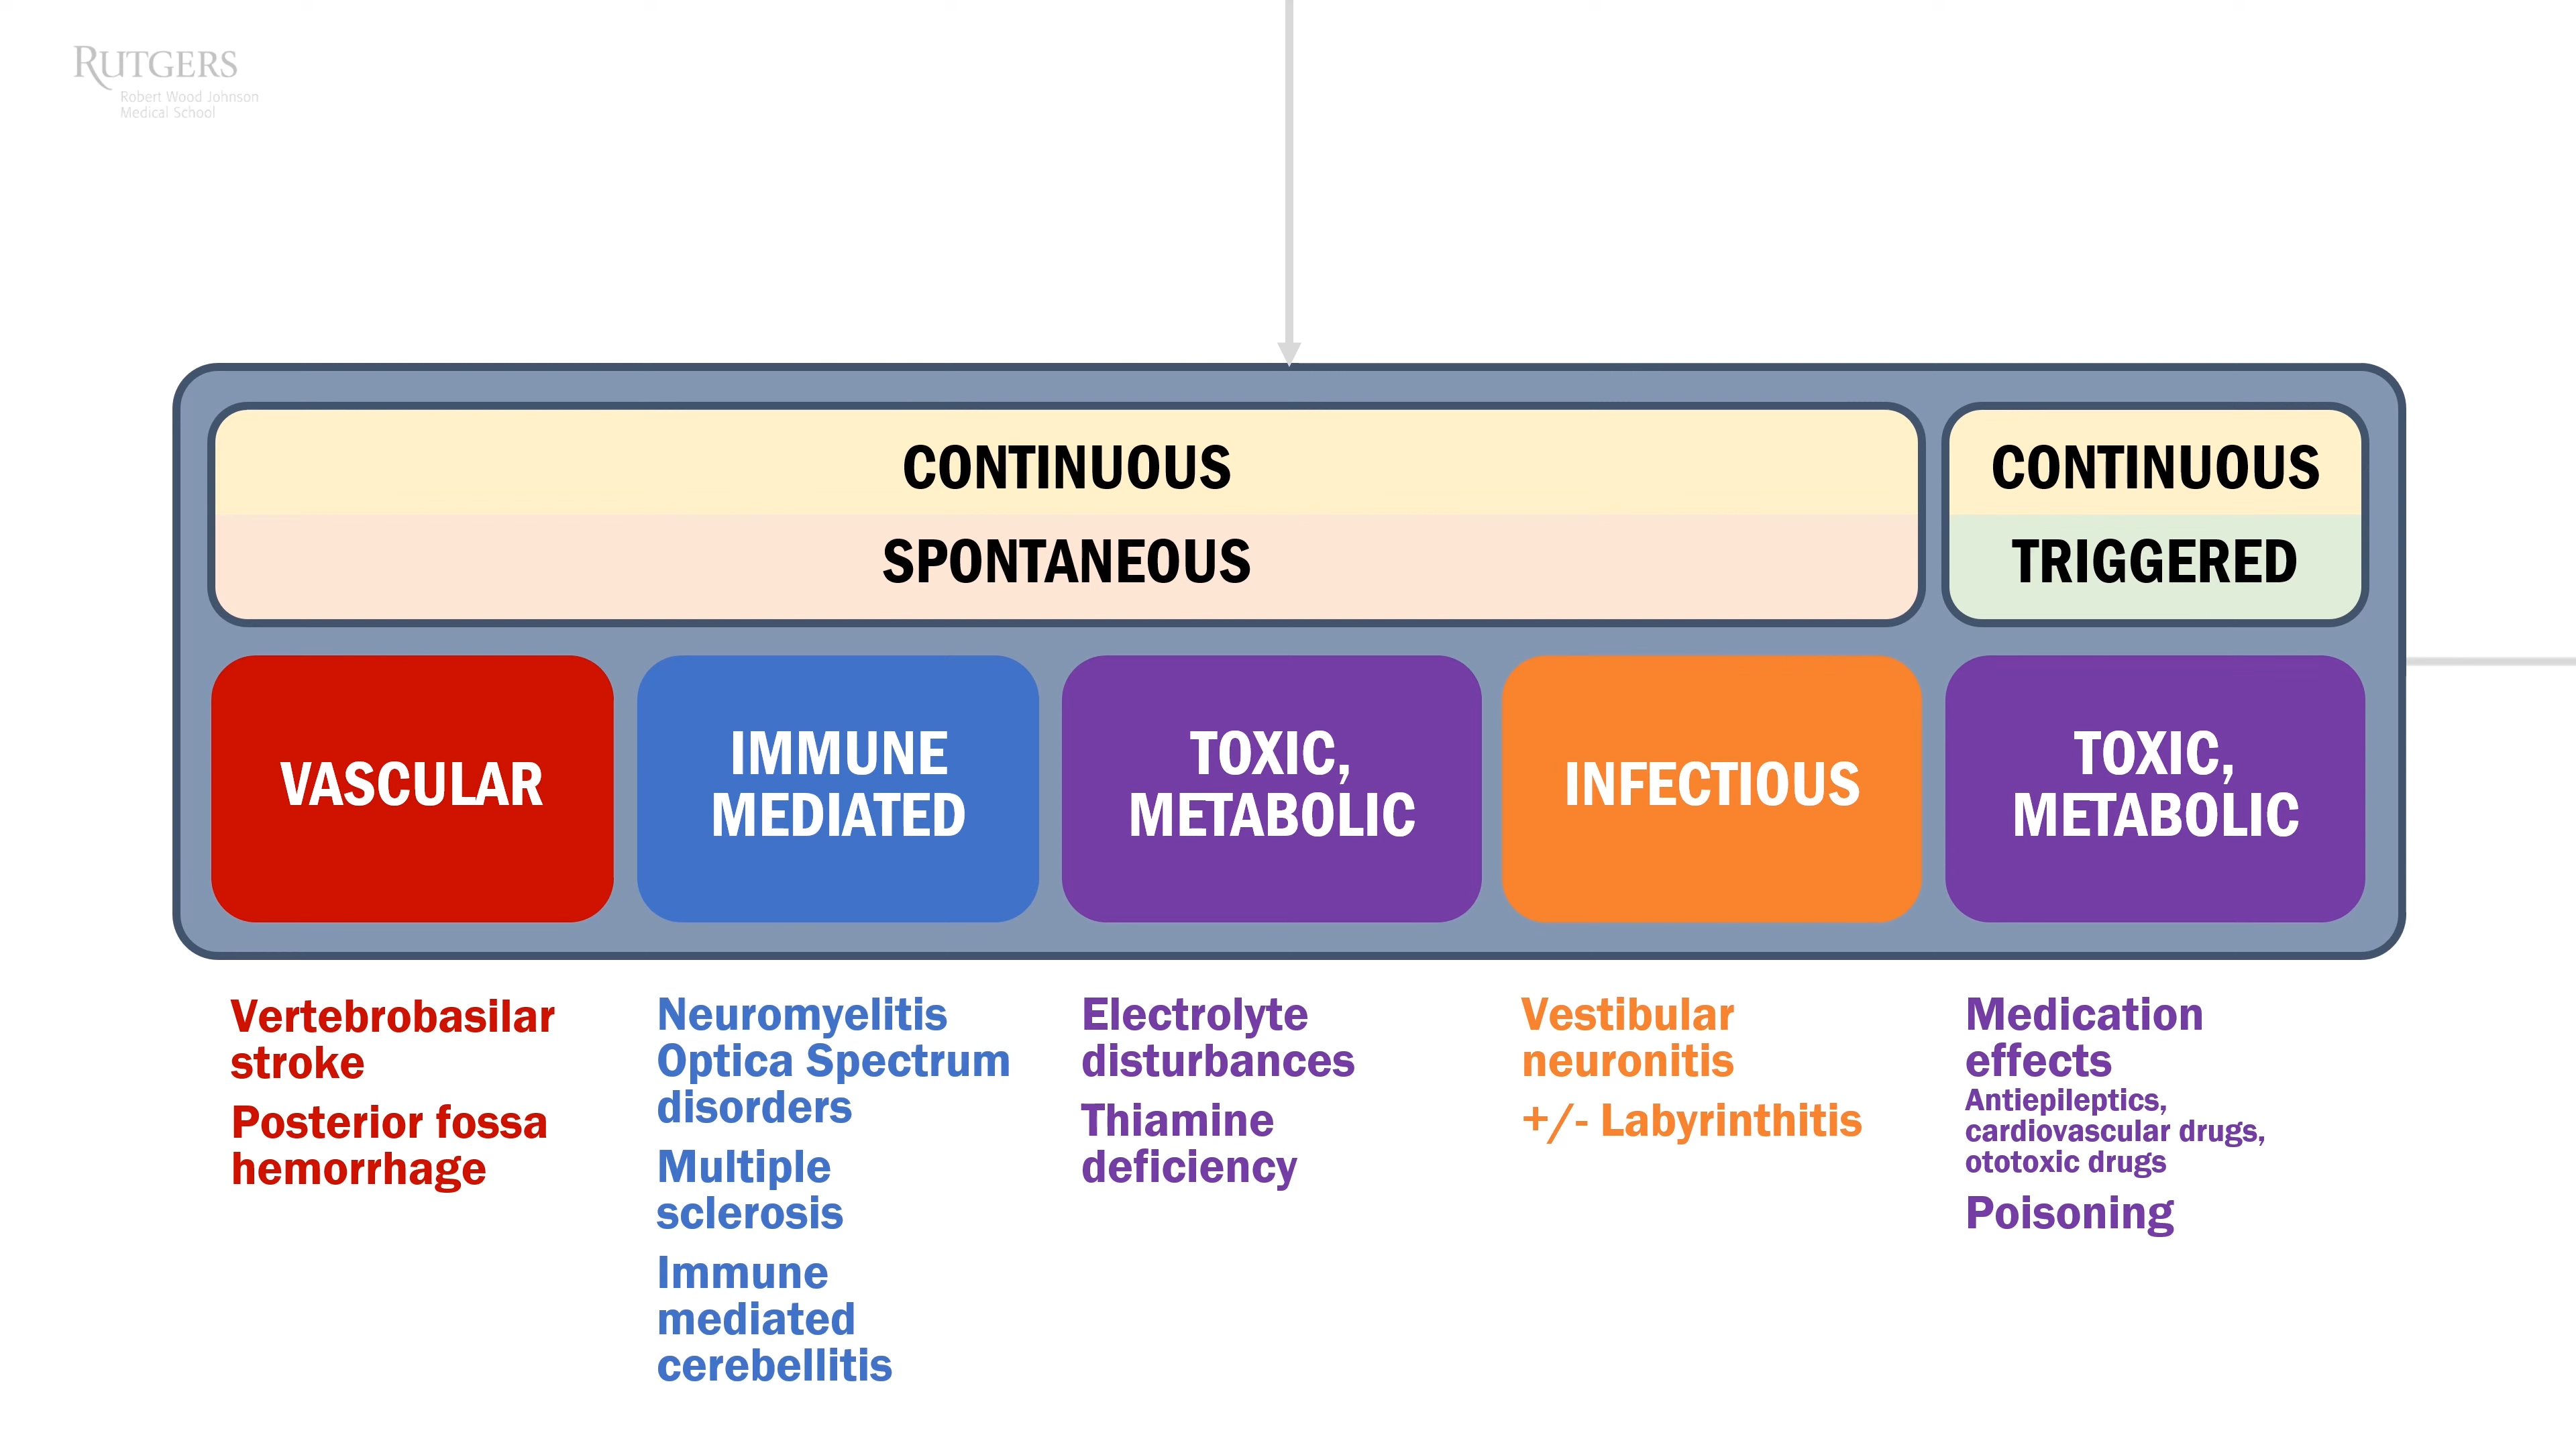 RUTGERS
Robert Wood Johnson
Medical School
CONTINUOUS
SPONTANEOUS
CONTINUOUS
TRIGGERED
VASCULAR
IMMUNE
MEDIATED
TOXIC,
METABOLIC
INFECTIOUS
TOXIC,
METABOLIC
Vertebrobasilar
stroke
Posterior fossa
hemorrhage
Neuromyelitis
Optica Spectrum
disorders
Multiple
sclerosis
Immune
mediated
cerebellitis
Electrolyte
disturbances
Thiamine
deficiency
Vestibular
neuronitis
+/- Labyrinthitis
Medication
effects
Antiepileptics,
cardiovascular drugs,
ototoxic drugs
Poisoning